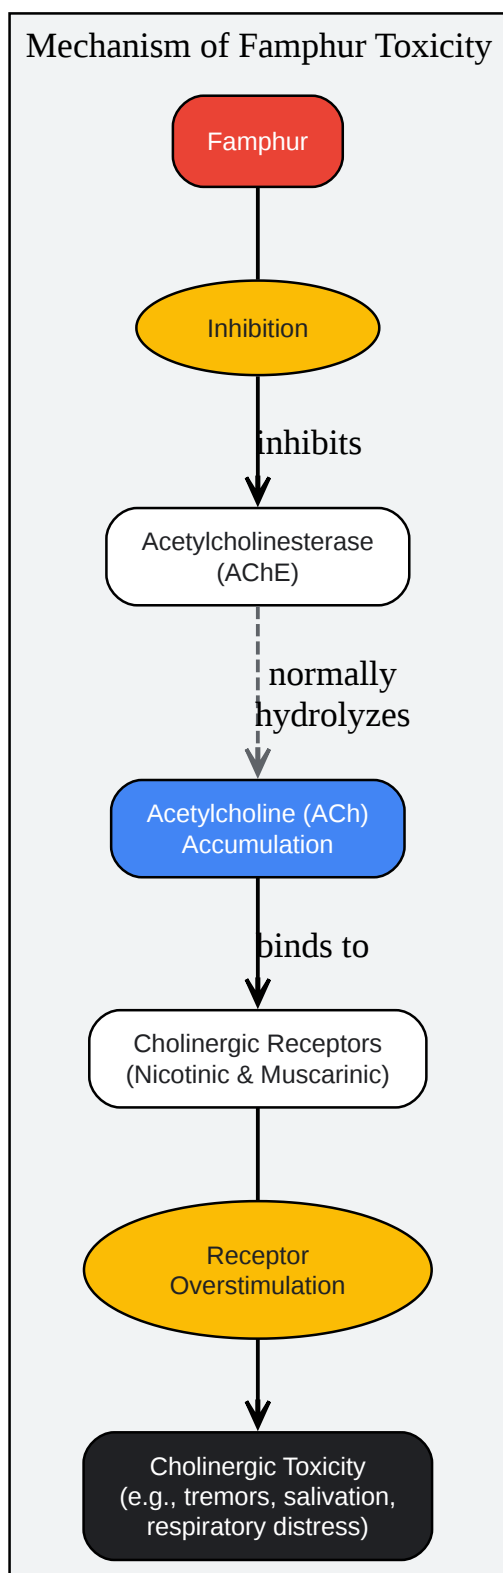 Mechanism of Famphur Toxicity
Famphur
Inhibition
inhibits
Acetylcholinesterase
(AChE)
normally
hydrolyzes
Acetylcholine (ACh)
Accumulation
binds to
Cholinergic Receptors
(Nicotinic & Muscarinic)
Receptor
Overstimulation
Cholinergic Toxicity
(e.g., tremors, salivation,
respiratory distress)